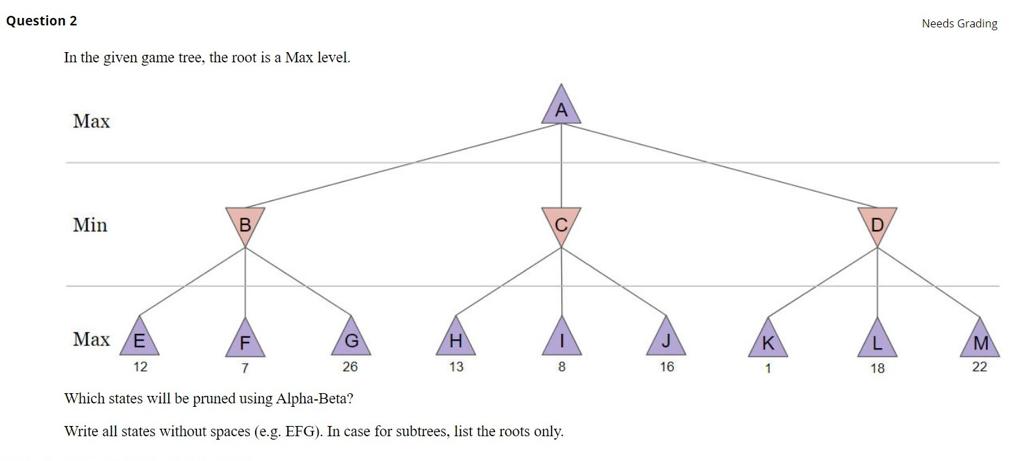 Question 2
Needs Grading
In the given game tree, the root is a Max level.
Max
A
Min
B
C
D
Max
E
F
G
H
I
J
K
L
M
12
7
26
13
8
16
1
18
22
Which states will be pruned using Alpha-Beta?
Write all states without spaces (e.g. EFG). In case for subtrees, list the roots only.